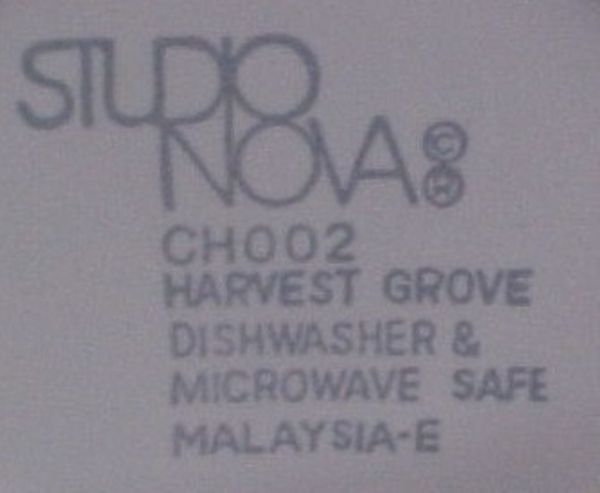 STUDIO
NOVA ©
®
CH002
HARVEST GROVE
DISHWASHER &
MICROWAVE SAFE
MALAYSIA-E